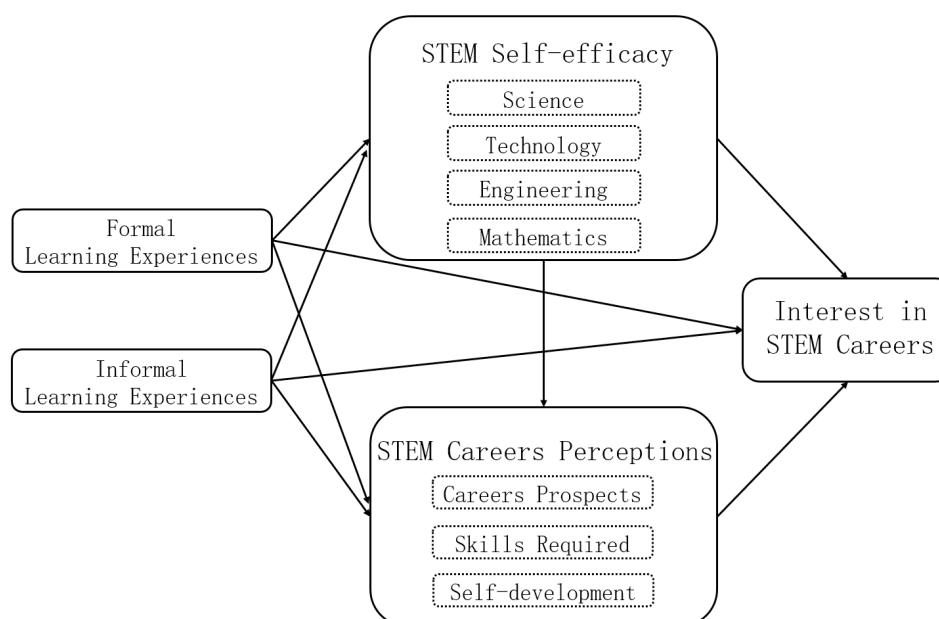 STEM Self-efficacy
Science
Technology
Engineering
Mathematics
Formal
Learning Experiences
Informal
Learning Experiences
Interest in
STEM Careers
STEM Careers Perceptions
Careers Prospects
Skills Required
Self-development